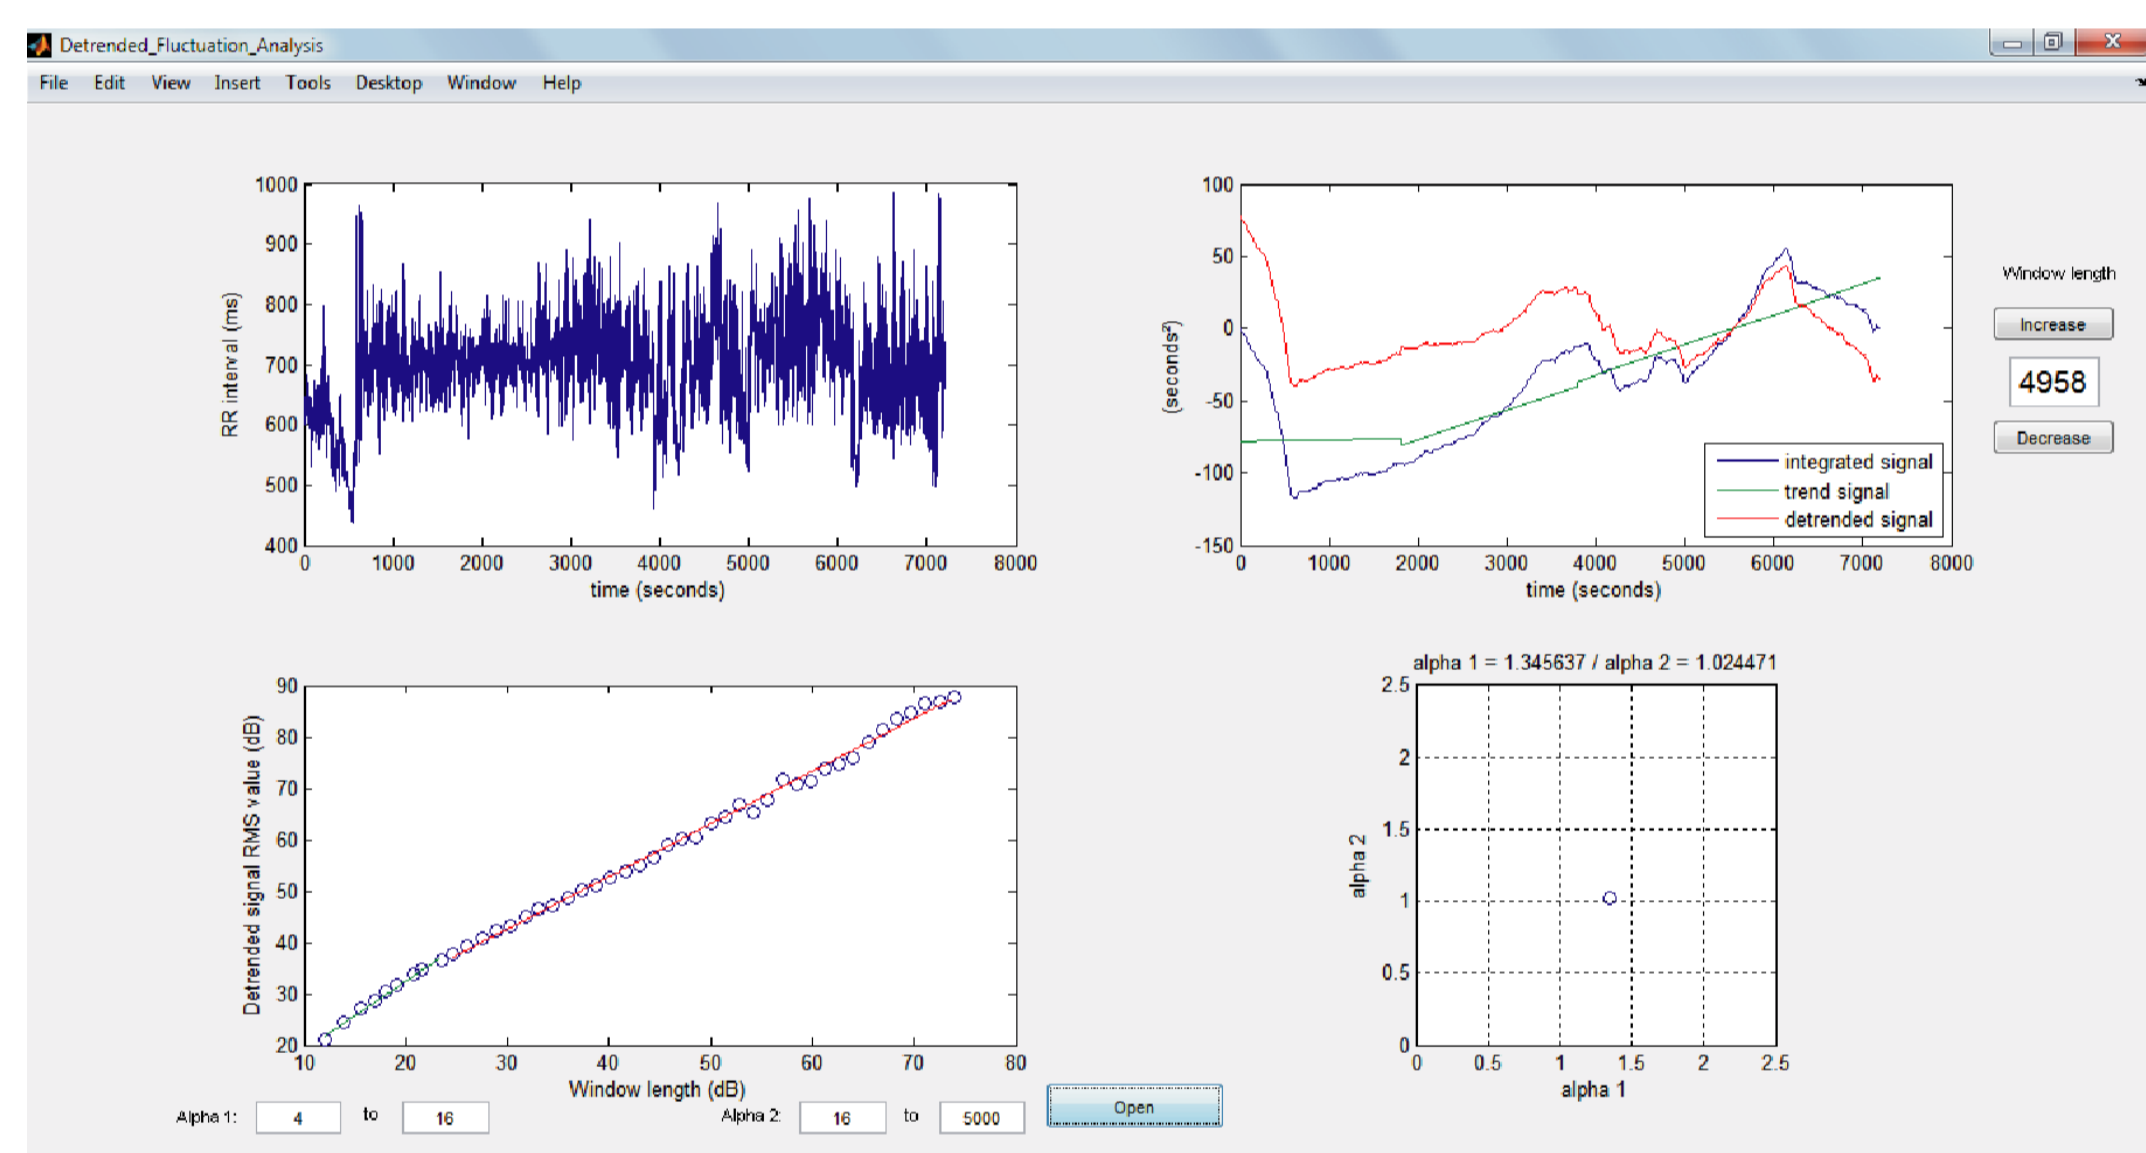 Detrended_Fluctuation_Analysis
File Edit View Insert Tools Desktop Window Help
1000
900
800
700
600
500
400
RR interval (ms)
0 1000 2000 3000 4000 5000 6000 7000 8000
time (seconds)
100
50
0
-50
-100
-150
(seconds²)
integrated signal
trend signal
detrended signal
0 1000 2000 3000 4000 5000 6000 7000 8000
time (seconds)
Window length
Increase
4958
Decrease
90
80
70
60
50
40
30
20
Detrended signal RMS value (dB)
10 20 30 40 50 60 70 80
Window length (dB)
alpha 1 = 1.345637 / alpha 2 = 1.024471
2.5
2
1.5
1
0.5
0
alpha 2
0 0.5 1 1.5 2 2.5
alpha 1
Alpha 1: 4 to 16
Alpha 2: 16 to 5000
Open